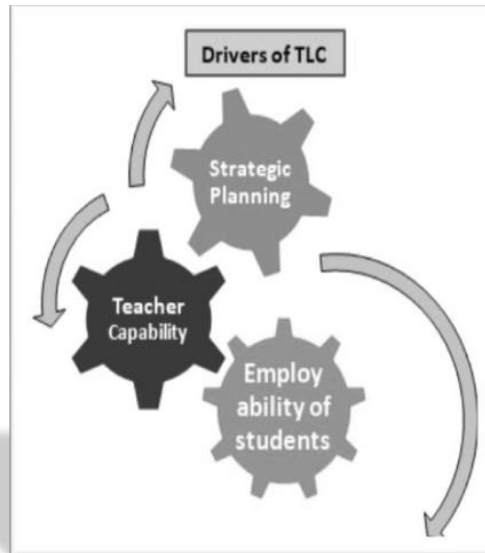 Drivers of TLC
Strategic
Planning
Teacher
Capability
Employ
ability of
students